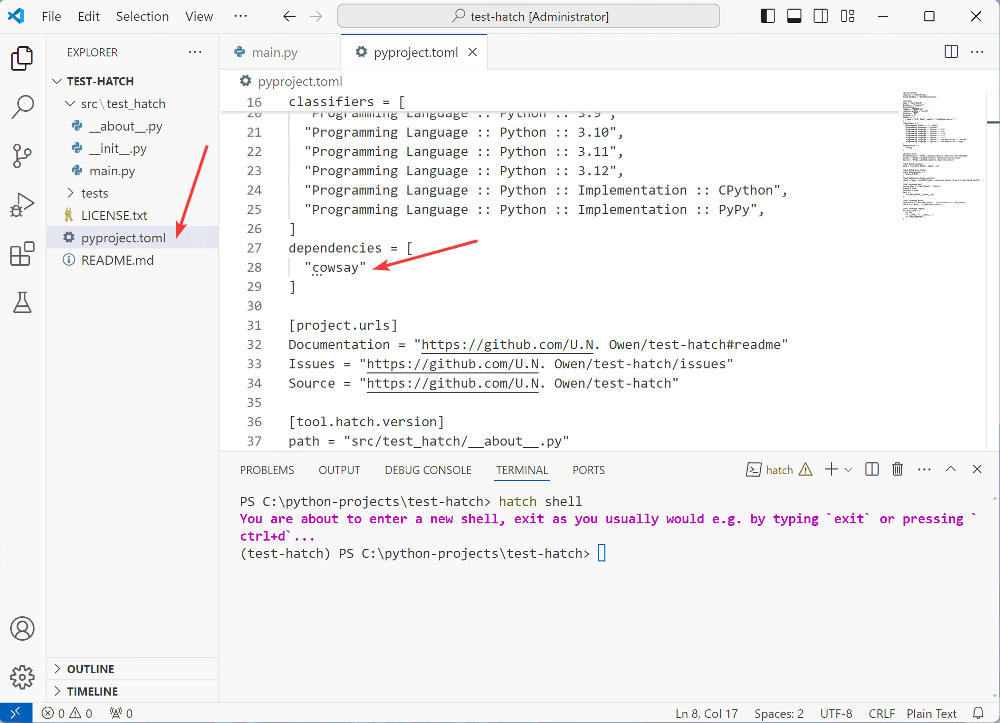 File Edit Selection View ··· test-hatch [Administrator]
EXPLORER ···
TEST-HATCH
src\test_hatch
__about__.py
__init__.py
main.py
tests
LICENSE.txt
pyproject.toml
README.md
OUTLINE
TIMELINE
main.py pyproject.toml
pyproject.toml
16 classifiers = [
20 "Programming Language :: Python :: 3.9",
21 "Programming Language :: Python :: 3.10",
22 "Programming Language :: Python :: 3.11",
23 "Programming Language :: Python :: 3.12",
24 "Programming Language :: Python :: Implementation :: CPython",
25 "Programming Language :: Python :: Implementation :: PyPy",
26 ]
27 dependencies = [
28 "cowsay"
29 ]
30
31 [project.urls]
32 Documentation = "https://github.com/U.N. Owen/test-hatch#readme"
33 Issues = "https://github.com/U.N. Owen/test-hatch/issues"
34 Source = "https://github.com/U.N. Owen/test-hatch"
35
36 [tool.hatch.version]
37 path = "src/test_hatch/__about__.py"
PROBLEMS OUTPUT DEBUG CONSOLE TERMINAL PORTS hatch
PS C:\python-projects\test-hatch> hatch shell
You are about to enter a new shell, exit as you usually would e.g. by typing `exit` or pressing `
ctrl+d`...
(test-hatch) PS C:\python-projects\test-hatch>
0 0 0 Ln 8, Col 17 Spaces: 2 UTF-8 CRLF Plain Text